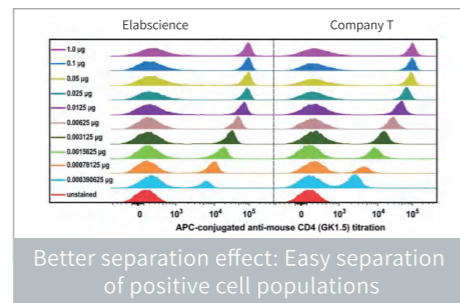 Elabscience Company T
1.0 μg
0.1 μg
0.05 μg
0.025 μg
0.0125 μg
0.00625 μg
0.003125 μg
0.0015625 μg
0.00078125 μg
0.000390625 μg
unstained
0 10³ 10⁴ 10⁵ 0 10³ 10⁴ 10⁵
APC-conjugated anti-mouse CD4 (GK1.5) titration
Better separation effect: Easy separation
of positive cell populations